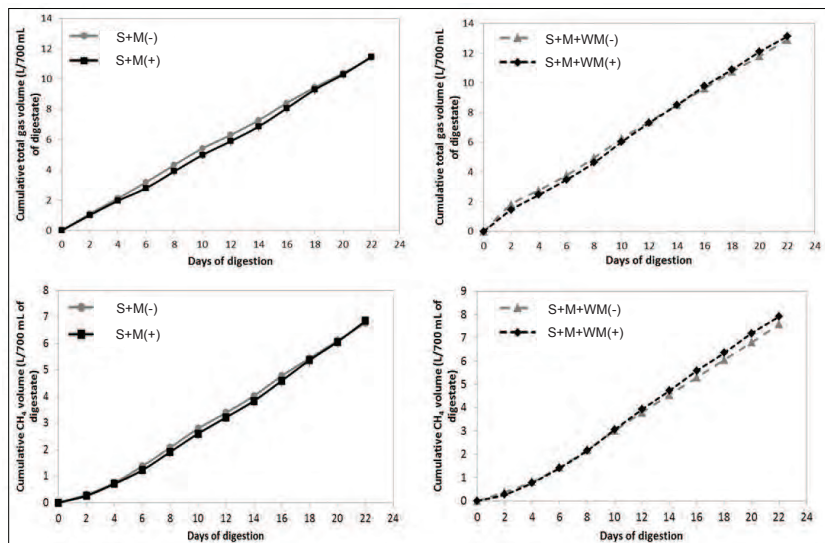 Cumulative total gas volume (L/700 mL
of digestate)
14
12
10
8
6
4
2
0
S+M(-)
S+M(+)
0 2 4 6 8 10 12 14 16 18 20 22 24
Days of digestion
Cumulative total gas volume (L/700 mL
of digestate)
14
12
10
8
6
4
2
0
S+M+WM(-)
S+M+WM(+)
0 2 4 6 8 10 12 14 16 18 20 22 24
Days of digestion
Cumulative CH₄ volume (L/700 mL of
digestate)
8
7
6
5
4
3
2
1
0
S+M(-)
S+M(+)
0 2 4 6 8 10 12 14 16 18 20 22 24
Days of digestion
Cumulative CH₄ volume (L/700 mL of
digestate)
9
8
7
6
5
4
3
2
1
0
S+M+WM(-)
S+M+WM(+)
0 2 4 6 8 10 12 14 16 18 20 22 24
Days of digestion